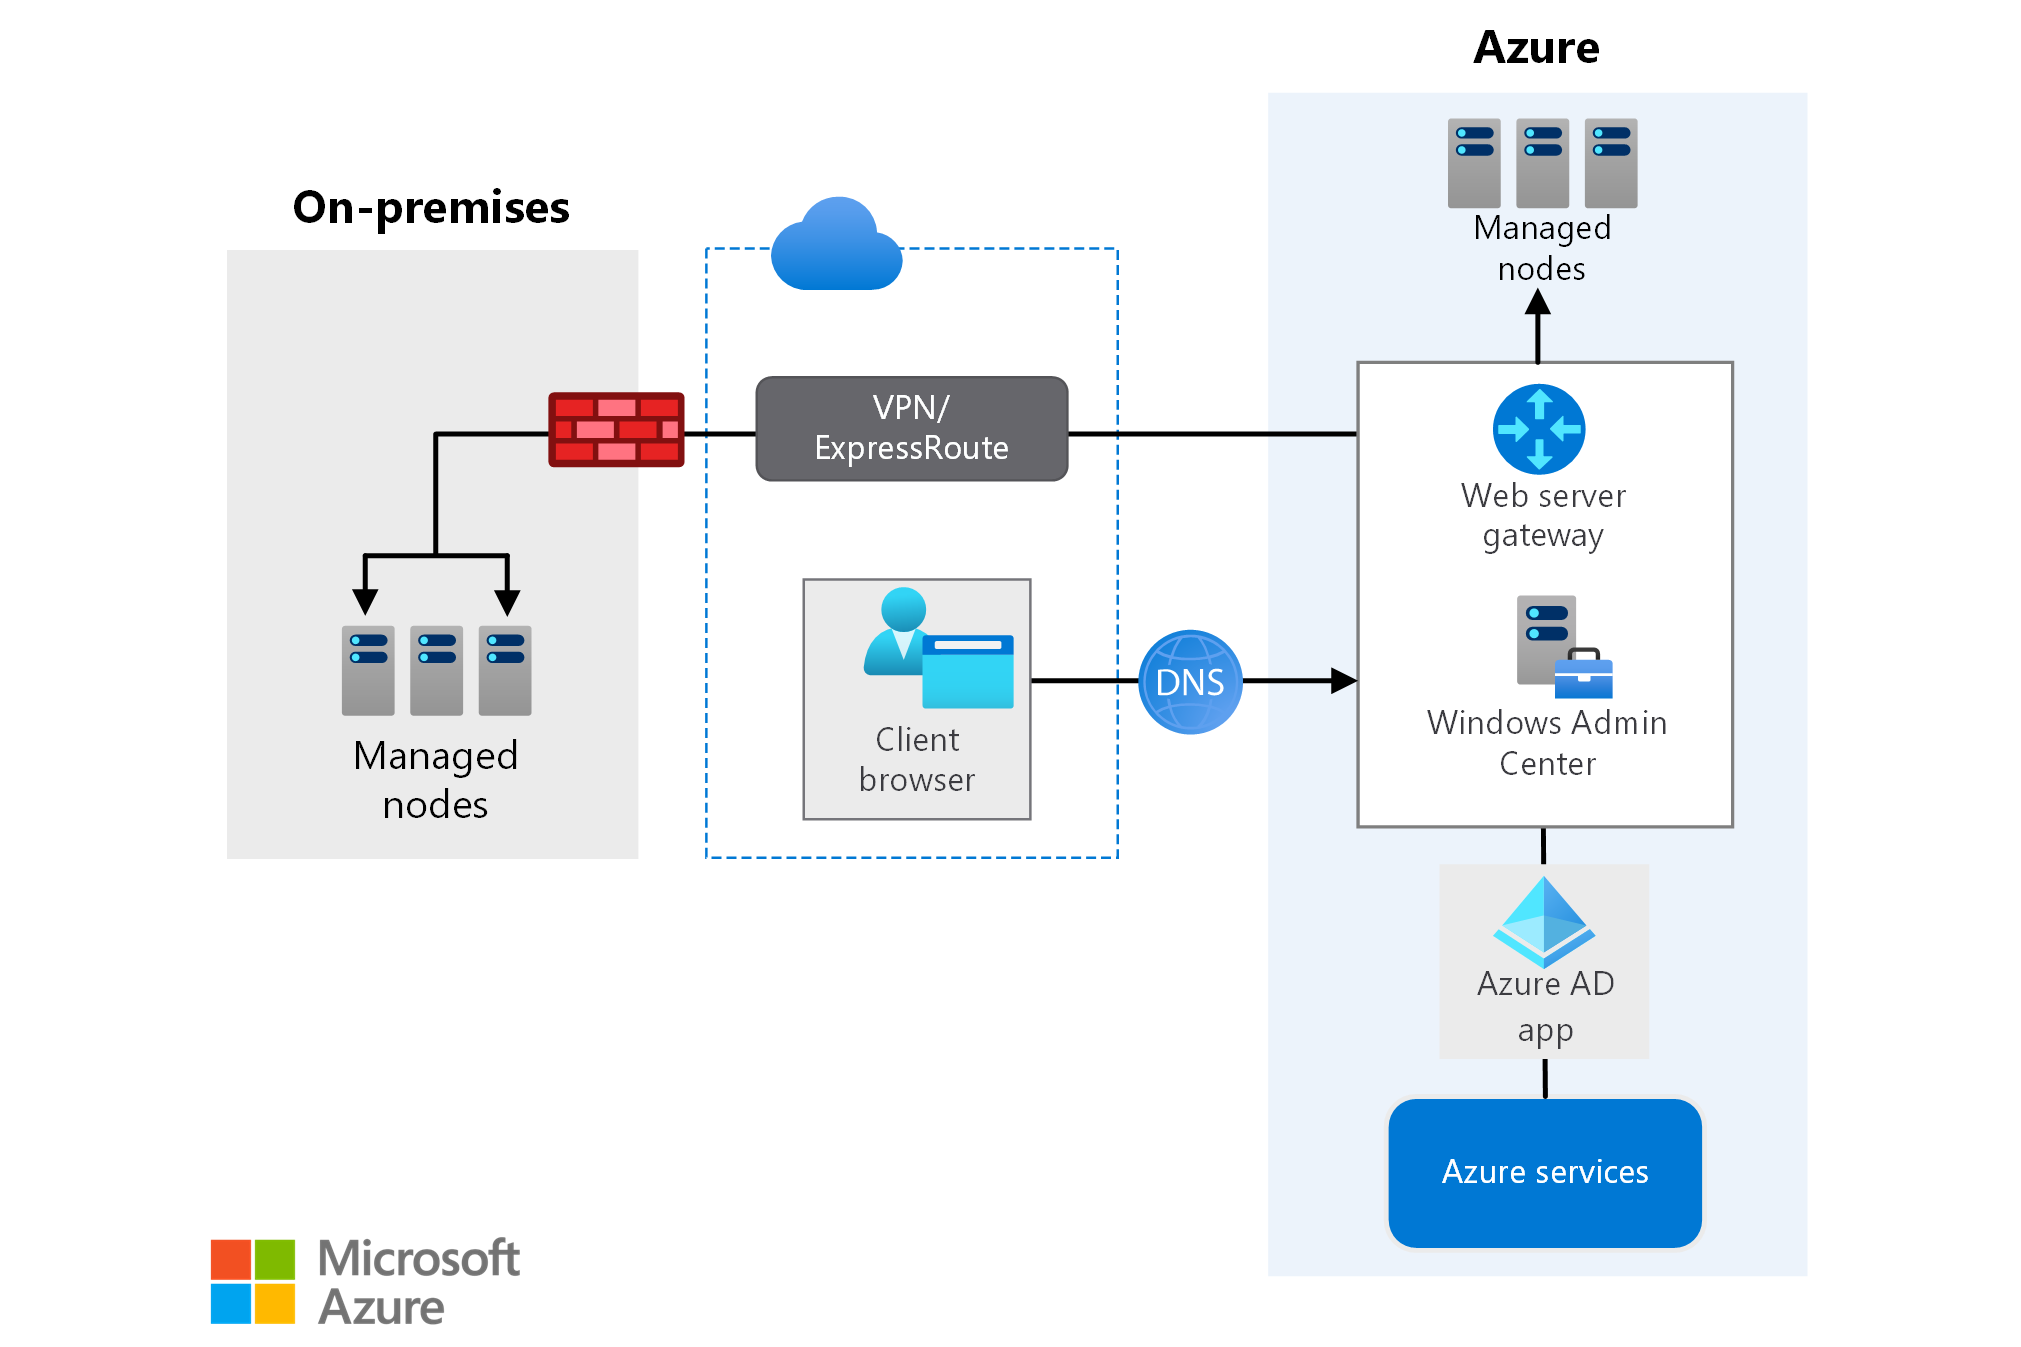 Azure
Managed
nodes
On-premises
VPN/
ExpressRoute
Web server
gateway
Client
browser
DNS
Windows Admin
Center
Managed
nodes
Azure AD
app
Azure services
Microsoft
Azure